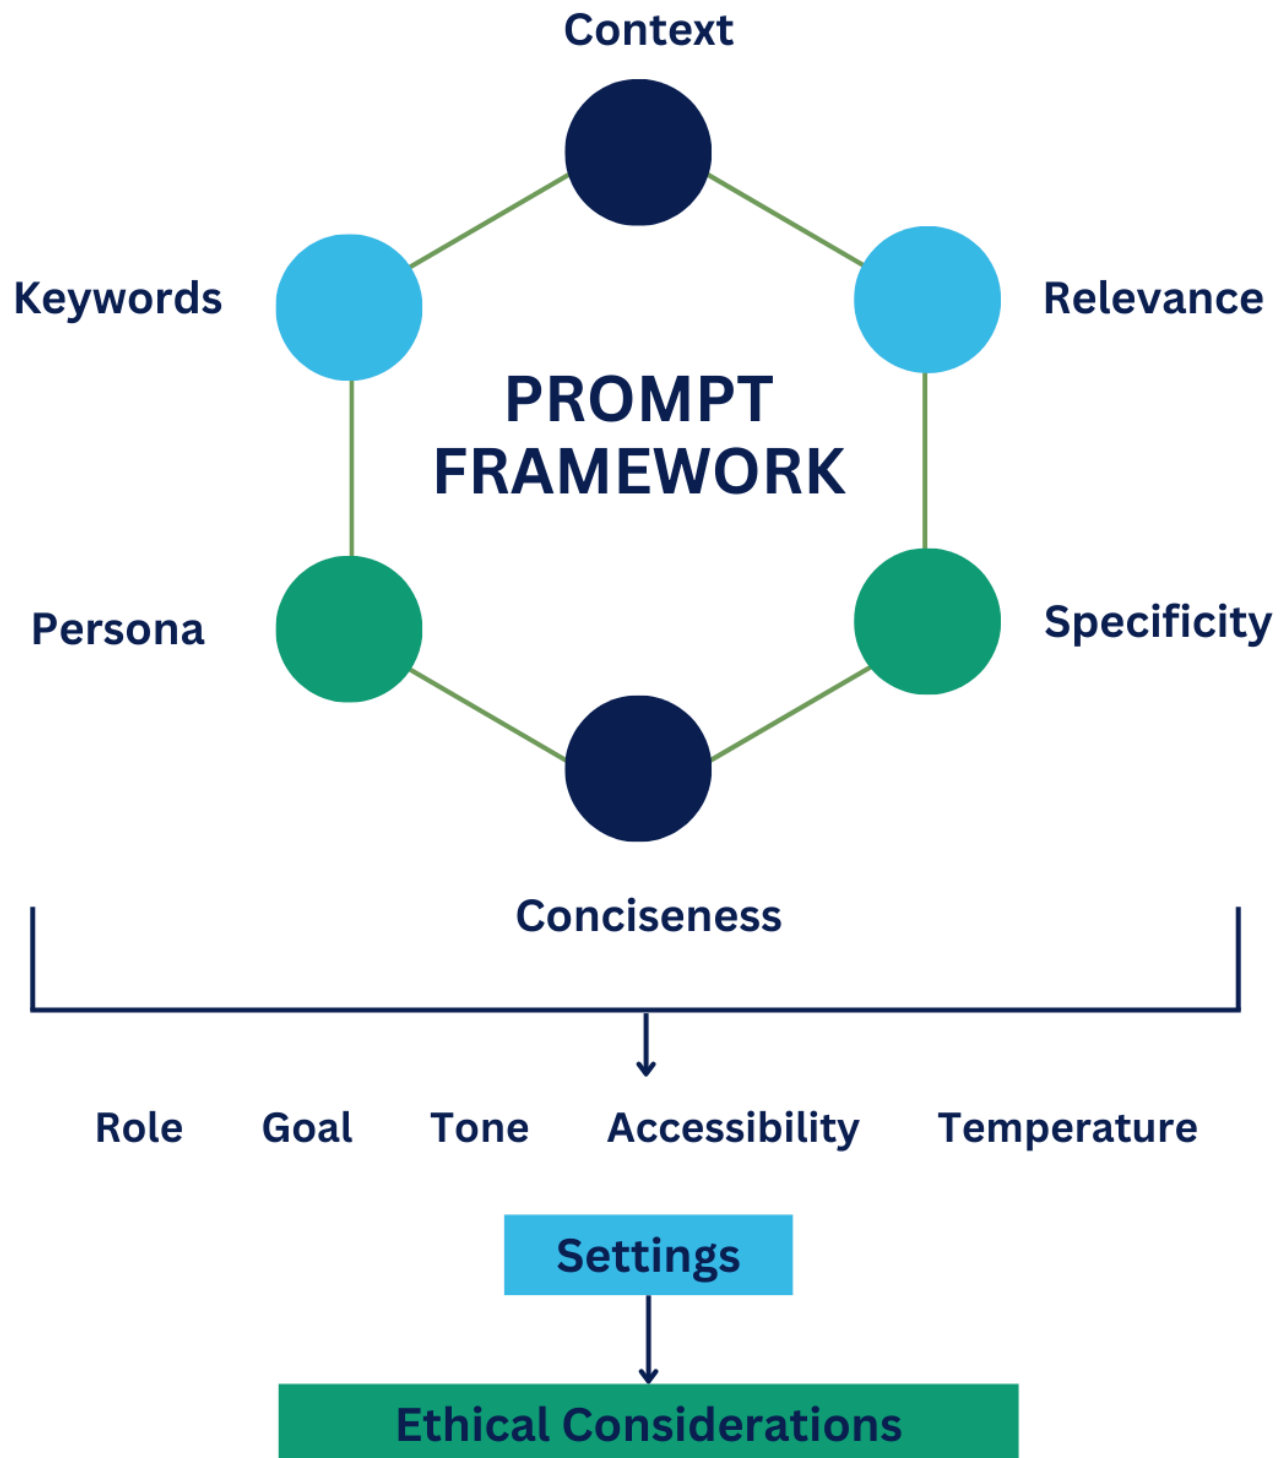 Context
Keywords
Relevance
PROMPT
FRAMEWORK
Persona
Specificity
Conciseness
Role Goal Tone Accessibility Temperature
Settings
Ethical Considerations